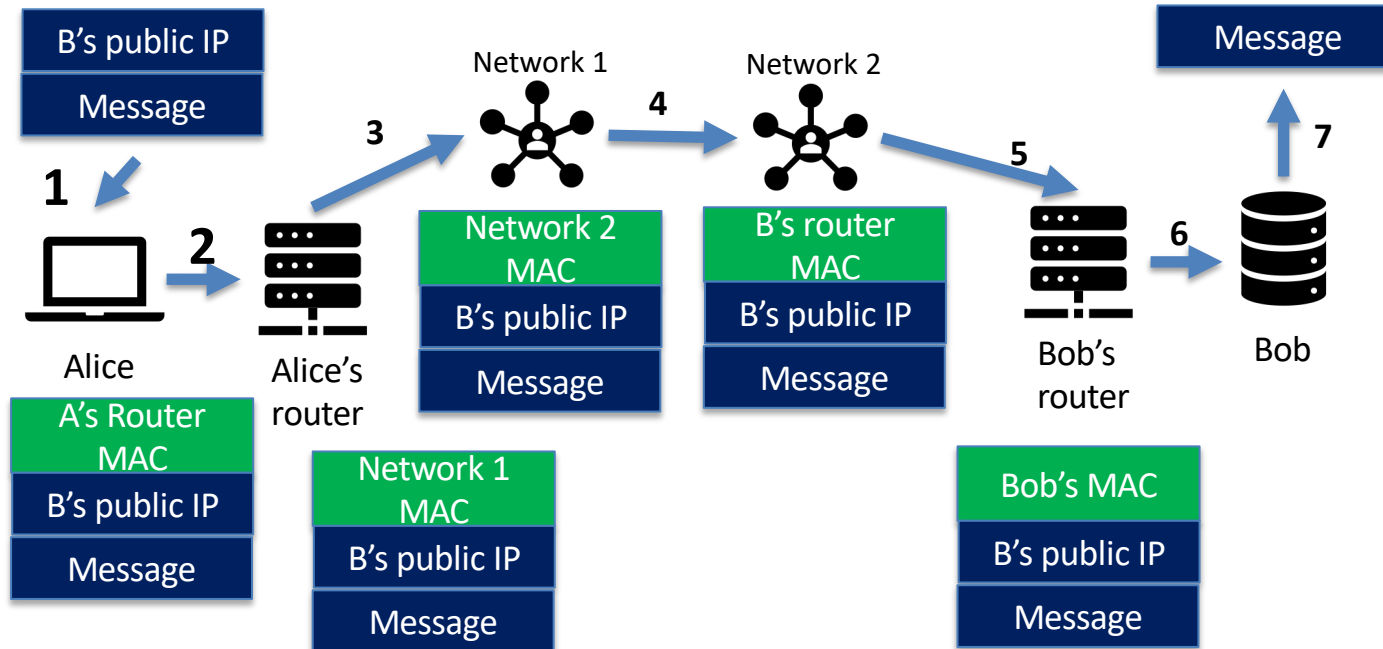 B’s public IP
Message
1
2
Alice
A’s Router
MAC
B’s public IP
Message
Alice’s
router
3
Network 1
MAC
B’s public IP
Message
Network 1
4
Network 2
MAC
B’s public IP
Message
Network 2
5
B’s router
MAC
B’s public IP
Message
Bob’s
router
6
Bob’s MAC
B’s public IP
Message
Bob
7
Message